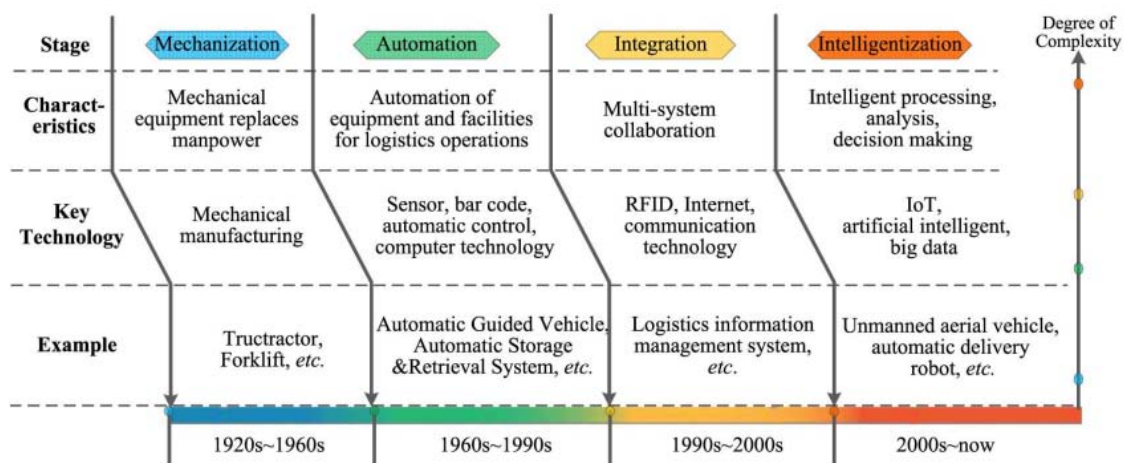 Stage
Mechanization
Automation
Integration
Intelligentization
Degree of
Complexity
Charact-
eristics
Mechanical
equipment replaces
manpower
Automation of
equipment and facilities
for logistics operations
Multi-system
collaboration
Intelligent processing,
analysis,
decision making
Key
Technology
Mechanical
manufacturing
Sensor, bar code,
automatic control,
computer technology
RFID, Internet,
communication
technology
IoT,
artificial intelligent,
big data
Example
Tructractor,
Forklift, etc.
Automatic Guided Vehicle,
Automatic Storage
&Retrieval System, etc.
Logistics information
management system,
etc.
Unmanned aerial vehicle,
automatic delivery
robot, etc.
1920s~1960s
1960s~1990s
1990s~2000s
2000s~now